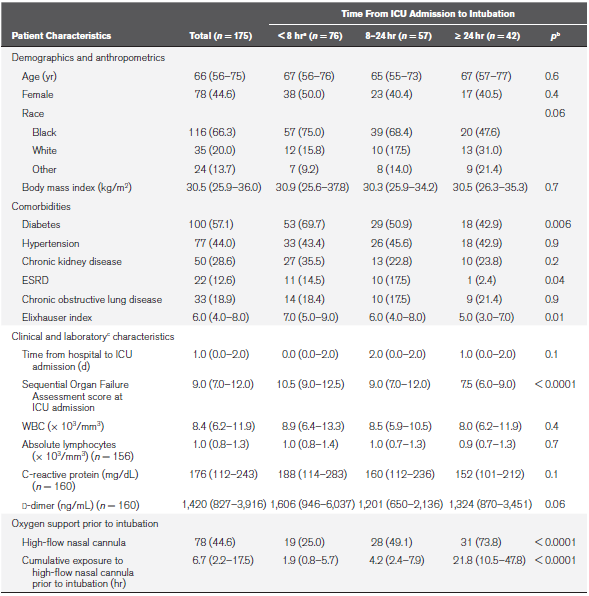 Time From ICU Admission to Intubation
Patient Characteristics Total (n = 175) < 8 hrᵃ (n = 76) 8–24 hr (n = 57) ≥ 24 hr (n = 42) pᵇ
Demographics and anthropometrics
Age (yr) 66 (56–75) 67 (56–76) 65 (55–73) 67 (57–77) 0.6
Female 78 (44.6) 38 (50.0) 23 (40.4) 17 (40.5) 0.4
Race 0.06
Black 116 (66.3) 57 (75.0) 39 (68.4) 20 (47.6)
White 35 (20.0) 12 (15.8) 10 (17.5) 13 (31.0)
Other 24 (13.7) 7 (9.2) 8 (14.0) 9 (21.4)
Body mass index (kg/m²) 30.5 (25.9–36.0) 30.9 (25.6–37.8) 30.3 (25.9–34.2) 30.5 (26.3–35.3) 0.7
Comorbidities
Diabetes 100 (57.1) 53 (69.7) 29 (50.9) 18 (42.9) 0.006
Hypertension 77 (44.0) 33 (43.4) 26 (45.6) 18 (42.9) 0.9
Chronic kidney disease 50 (28.6) 27 (35.5) 13 (22.8) 10 (23.8) 0.2
ESRD 22 (12.6) 11 (14.5) 10 (17.5) 1 (2.4) 0.04
Chronic obstructive lung disease 33 (18.9) 14 (18.4) 10 (17.5) 9 (21.4) 0.9
Elixhauser index 6.0 (4.0–8.0) 7.0 (5.0–9.0) 6.0 (4.0–8.0) 5.0 (3.0–7.0) 0.01
Clinical and laboratoryᶜ characteristics
Time from hospital to ICU 1.0 (0.0–2.0) 0.0 (0.0–2.0) 2.0 (0.0–2.0) 1.0 (0.0–2.0) 0.1
admission (d)
Sequential Organ Failure 9.0 (7.0–12.0) 10.5 (9.0–12.5) 9.0 (7.0–12.0) 7.5 (6.0–9.0) < 0.0001
Assessment score at
ICU admission
WBC (× 10³/mm³) 8.4 (6.2–11.9) 8.9 (6.4–13.3) 8.5 (5.9–10.5) 8.0 (6.2–11.9) 0.4
Absolute lymphocytes 1.0 (0.8–1.3) 1.0 (0.8–1.4) 1.0 (0.7–1.3) 0.9 (0.7–1.3) 0.7
(× 10³/mm³) (n = 156)
C-reactive protein (mg/dL) 176 (112–243) 188 (114–283) 160 (112–236) 152 (101–212) 0.1
(n = 160)
D-dimer (ng/mL) (n = 160) 1,420 (827–3,916) 1,606 (946–6,037) 1,201 (650–2,136) 1,324 (870–3,451) 0.06
Oxygen support prior to intubation
High-flow nasal cannula 78 (44.6) 19 (25.0) 28 (49.1) 31 (73.8) < 0.0001
Cumulative exposure to 6.7 (2.2–17.5) 1.9 (0.8–5.7) 4.2 (2.4–7.9) 21.8 (10.5–47.8) < 0.0001
high-flow nasal cannula
prior to intubation (hr)